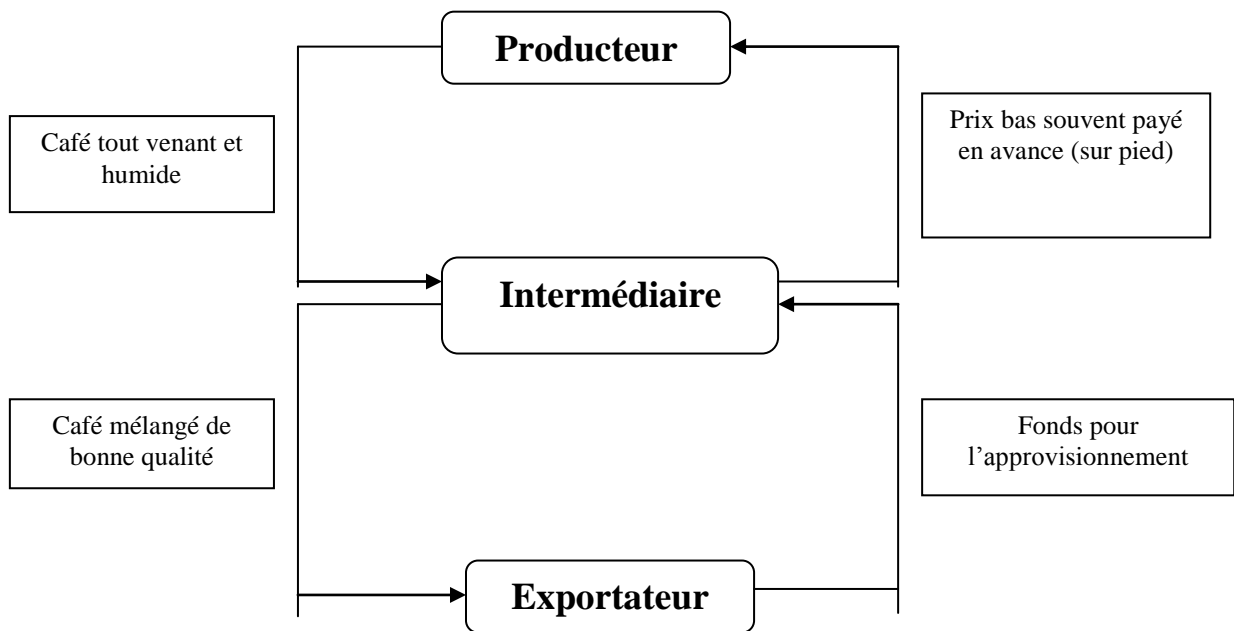 Producteur
Café tout venant et
humide
Prix bas souvent payé
en avance (sur pied)
Intermédiaire
Café mélangé de
bonne qualité
Fonds pour
l’approvisionnement
Exportateur